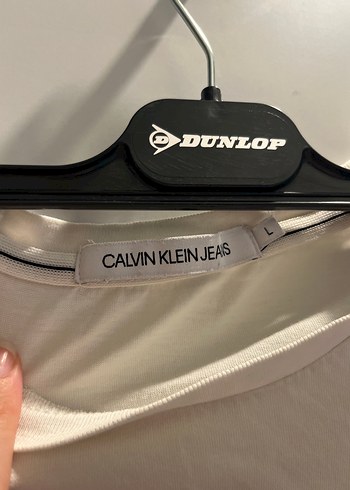 D DUNLOP
CALVIN KLEIN JEANS
L